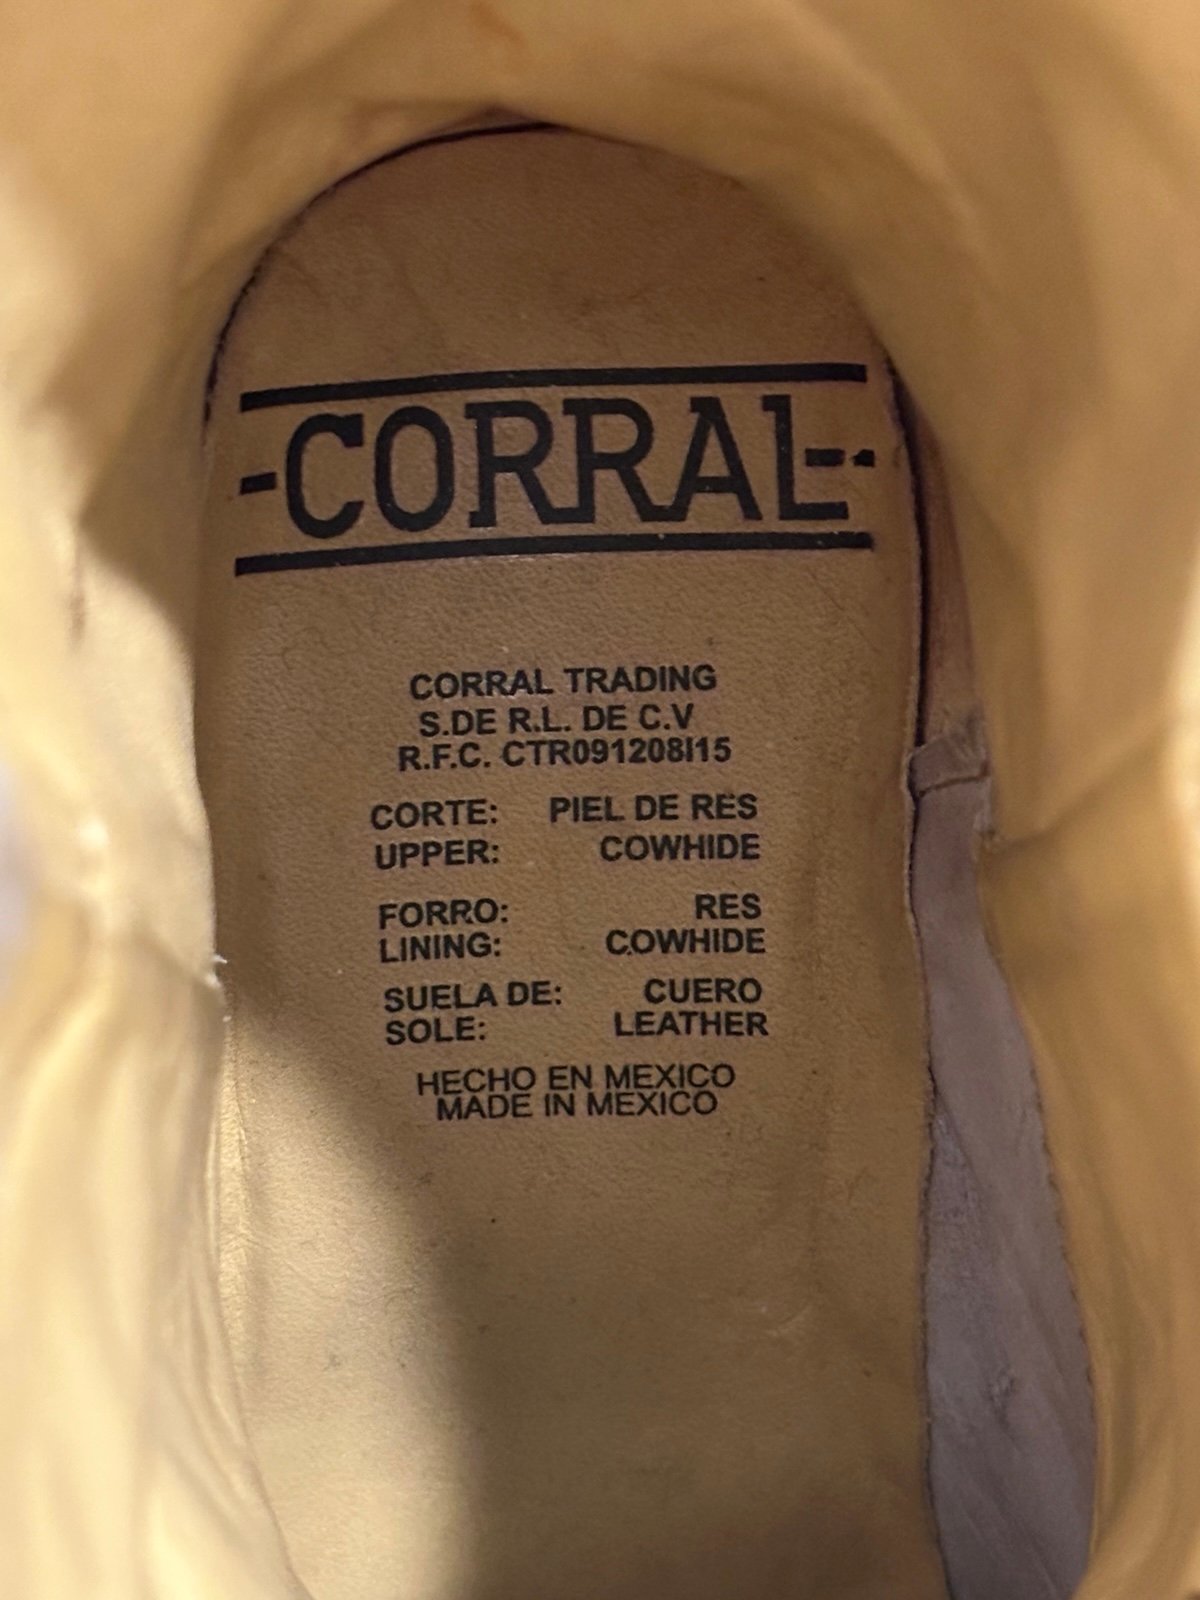 -CORRAL-
CORRAL TRADING
S.DE R.L. DE C.V
R.F.C. CTR091208I15
CORTE: PIEL DE RES
UPPER: COWHIDE
FORRO: RES
LINING: COWHIDE
SUELA DE: CUERO
SOLE: LEATHER
HECHO EN MEXICO
MADE IN MEXICO